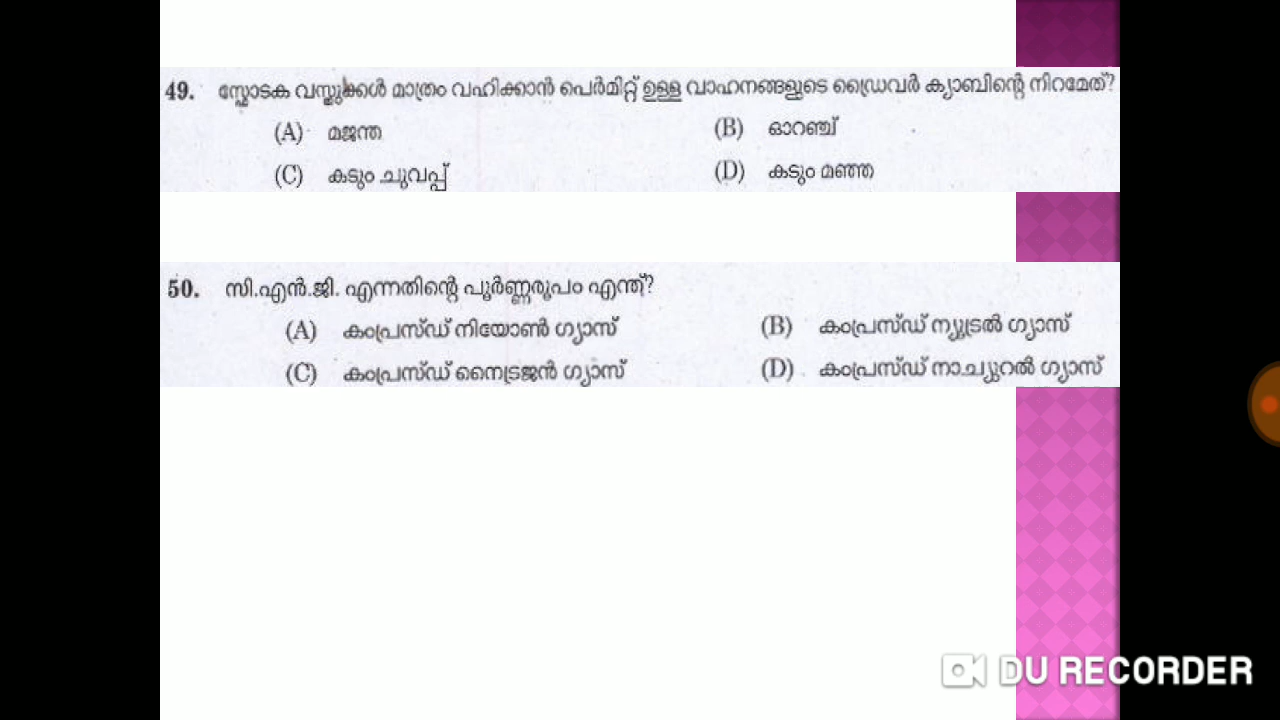 49. സ്ഫോടക വസ്തുക്കൾ മാത്രം വഹിക്കാൻ പെർമിറ്റ് ഉള്ള വാഹനങ്ങളുടെ ഡ്രൈവർ ക്യാബിന്റെ നിറമേത്?
(A) മജന്ത (B) ഓറഞ്ച്
(C) കടും ചുവപ്പ് (D) കടും മഞ്ഞ
50. സി.എൻ.ജി. എന്നതിന്റെ പൂർണ്ണരൂപം എന്ത്?
(A) കംപ്രസ്ഡ് നിയോൺ ഗ്യാസ് (B) കംപ്രസ്ഡ് ന്യൂട്രൽ ഗ്യാസ്
(C) കംപ്രസ്ഡ് നൈട്രജൻ ഗ്യാസ് (D) കംപ്രസ്ഡ് നാച്യുറൽ ഗ്യാസ്
DU RECORDER